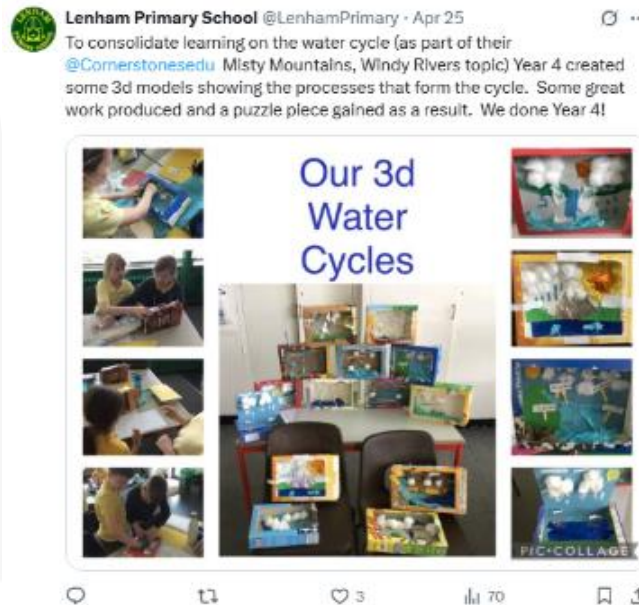 Lenham Primary School @LenhamPrimary · Apr 25
To consolidate learning on the water cycle (as part of their
@Cornerstonesedu Misty Mountains, Windy Rivers topic) Year 4 created
some 3d models showing the processes that form the cycle. Some great
work produced and a puzzle piece gained as a result. We done Year 4!
Our 3d
Water
Cycles
PIC•COLLAGE
3
70